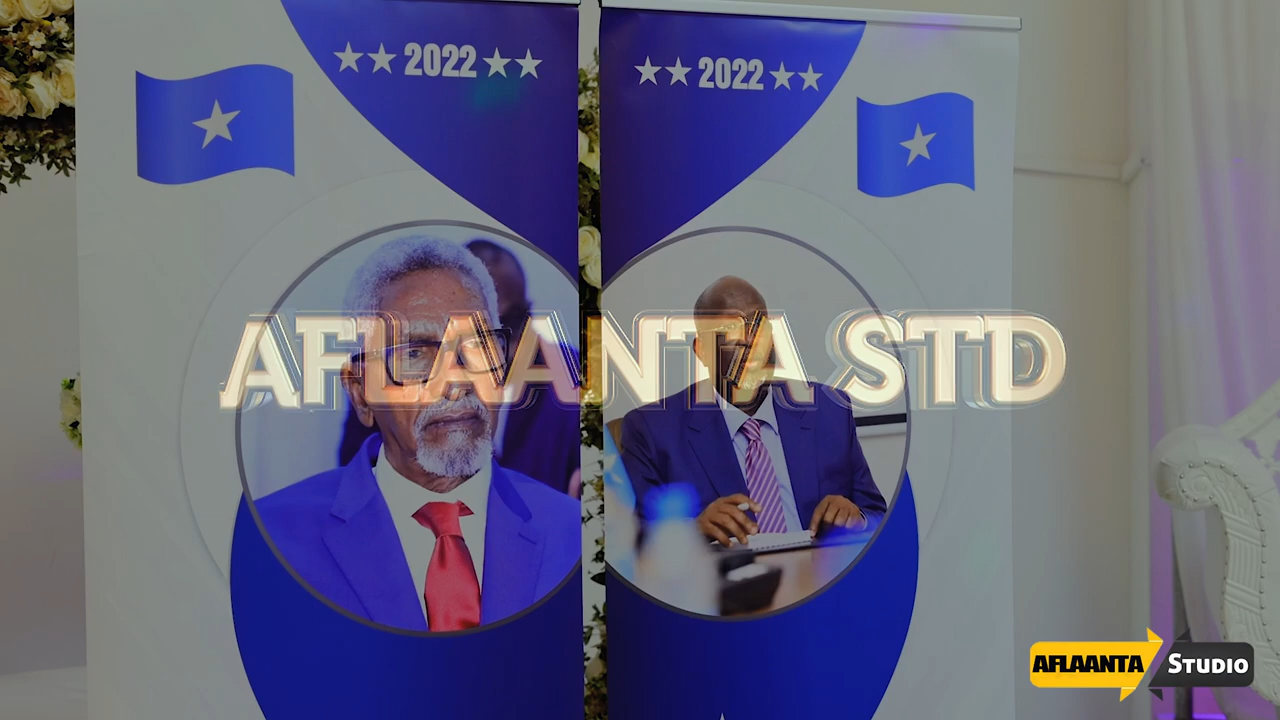 ★★ 2022 ★★
★★ 2022 ★★
AFLAANTA STD
AFLAANTA STUDIO